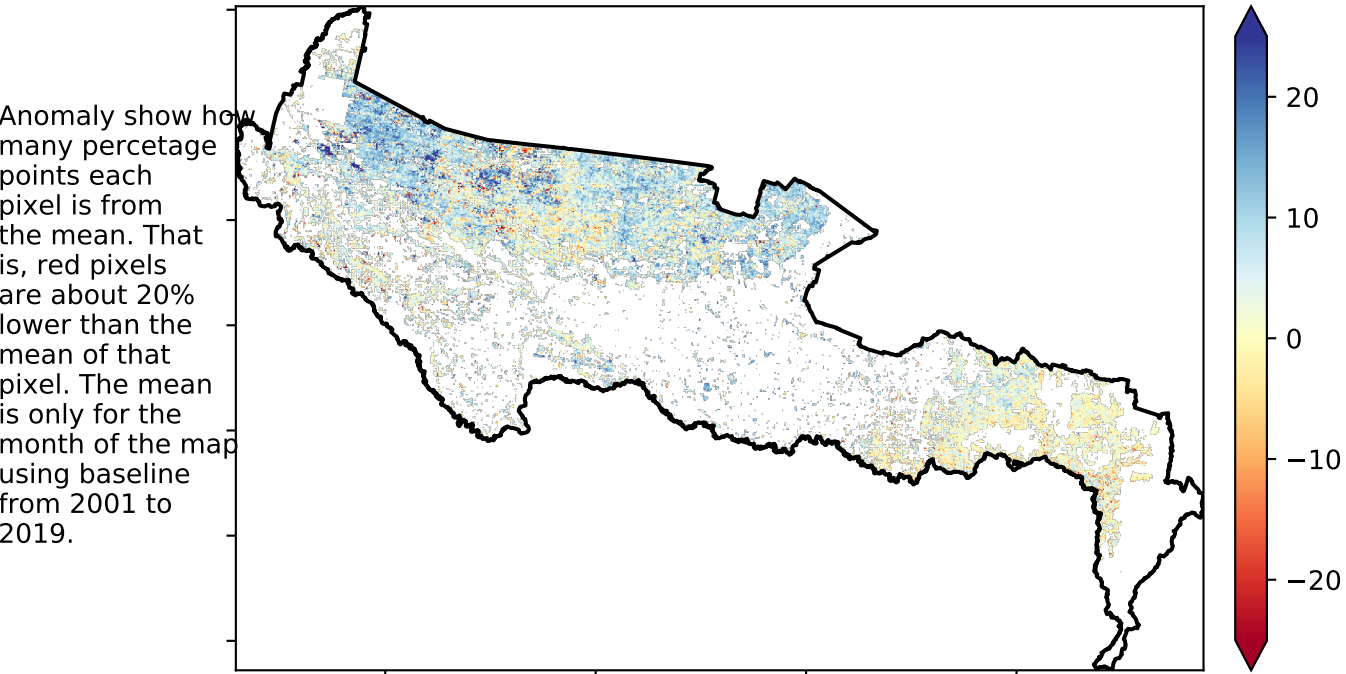 Anomaly show how
many percetage
points each
pixel is from
the mean. That
is, red pixels
are about 20%
lower than the
mean of that
pixel. The mean
is only for the
month of the map
using baseline
from 2001 to
2019.
20
10
0
−10
−20